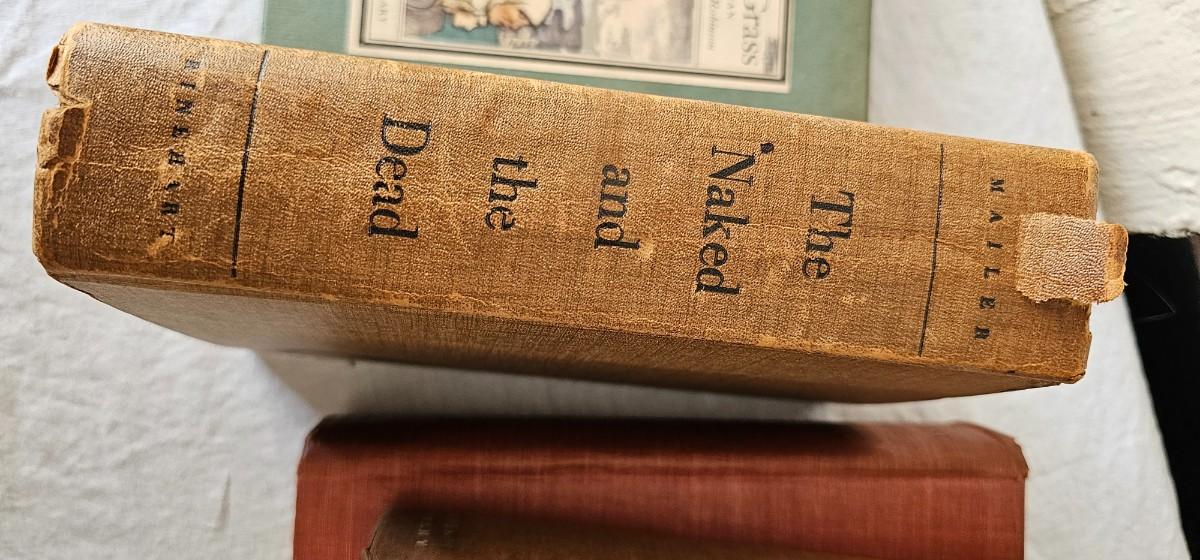 MAILER
The
Naked
and
the
Dead
RINEHART
Grass